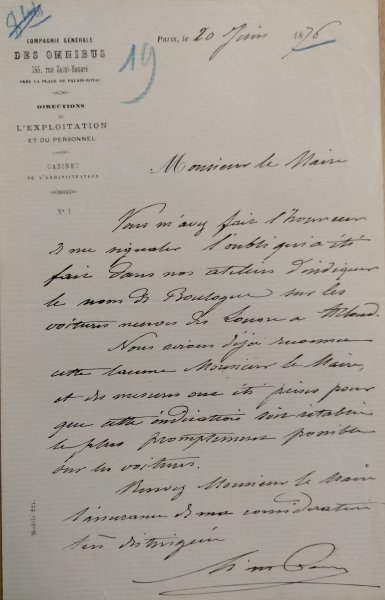 COMPAGNIE GÉNÉRALE
DES OMNIBUS
155, rue Saint-Honoré
PRÈS LA PLACE DU PALAIS-ROYAL
DIRECTIONS
de
L'EXPLOITATION
ET DU PERSONNEL
CABINET
DE L'ADMINISTRATEUR
N° 1
19
Paris, le 20 Juin 1876
Monsieur le Maire
Vous m'avez fait l'honneur
de me signaler l'oubli qui a été
fait dans nos ateliers d'indiquer
le nom de Boulogne sur les
voitures neuves du Louvre à St Cloud.
Nous avions déjà reconnu
cette lacune Monsieur le Maire,
et des mesures ont été prises pour
que cette indication soit rétablie
le plus promptement possible
sur les voitures.
Recevez Monsieur le Maire
l'assurance de ma considération
très distinguée
Modèle 244.